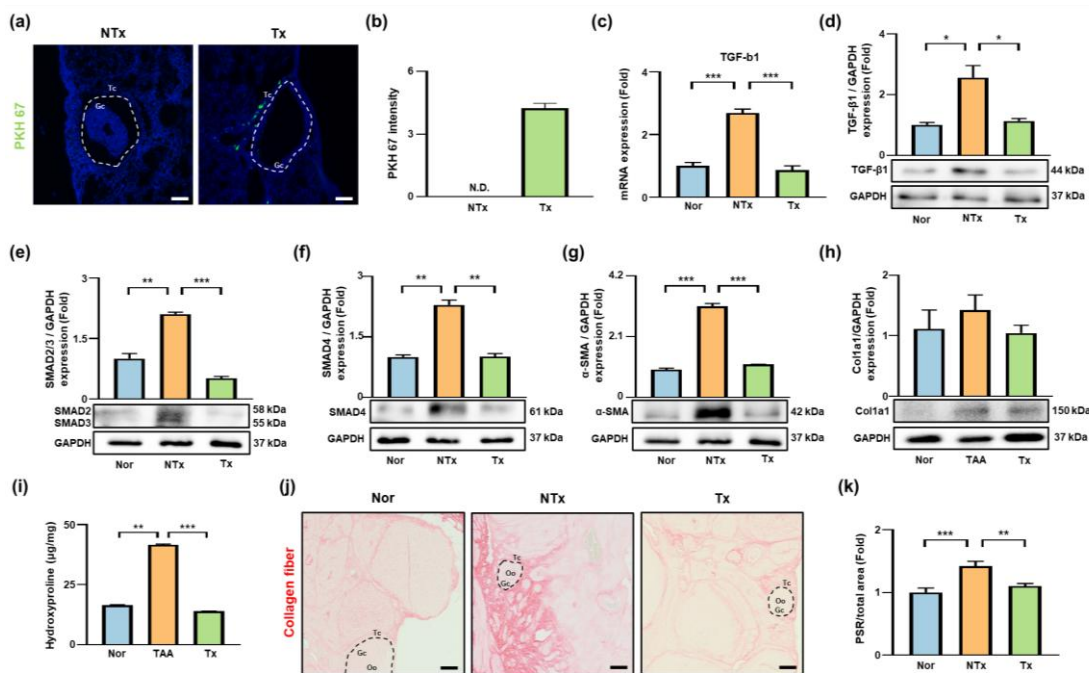 (a)
NTx
Tx
PKH 67
Tc
Gc
Tc
Gc
(b)
PKH 67 intensity
6
3
0
N.D.
NTx
Tx
(c)
TGF-b1
mRNA expression (Fold)
4
2
0
***
***
Nor
NTx
Tx
(d)
TGF-β1 / GAPDH
expression (Fold)
4
2
0
*
*
TGF-β1
44 kDa
GAPDH
37 kDa
Nor
NTx
Tx
(e)
SMAD2/3 / GAPDH
expression (Fold)
3
1.5
0
**
***
SMAD2
58 kDa
SMAD3
55 kDa
GAPDH
37 kDa
Nor
NTx
Tx
(f)
SMAD4 / GAPDH
expression (Fold)
3
2
1
0
**
**
SMAD4
61 kDa
GAPDH
37 kDa
Nor
NTx
Tx
(g)
α-SMA / GAPDH
expression (Fold)
4.2
2.1
0
***
***
α-SMA
42 kDa
GAPDH
37 kDa
Nor
NTx
Tx
(h)
Col1a1/GAPDH
expression (Fold)
2
1
0
Col1a1
150 kDa
GAPDH
37 kDa
Nor
TAA
Tx
(i)
Hydroxyproline (µg/mg)
50
25
0
**
***
Nor
TAA
Tx
(j)
Nor
NTx
Tx
Collagen fiber
Tc
Gc
Oo
Tc
Oo
Gc
Tc
Oo
Gc
(k)
PSR/total area (Fold)
2
1
0
***
**
Nor
NTx
Tx